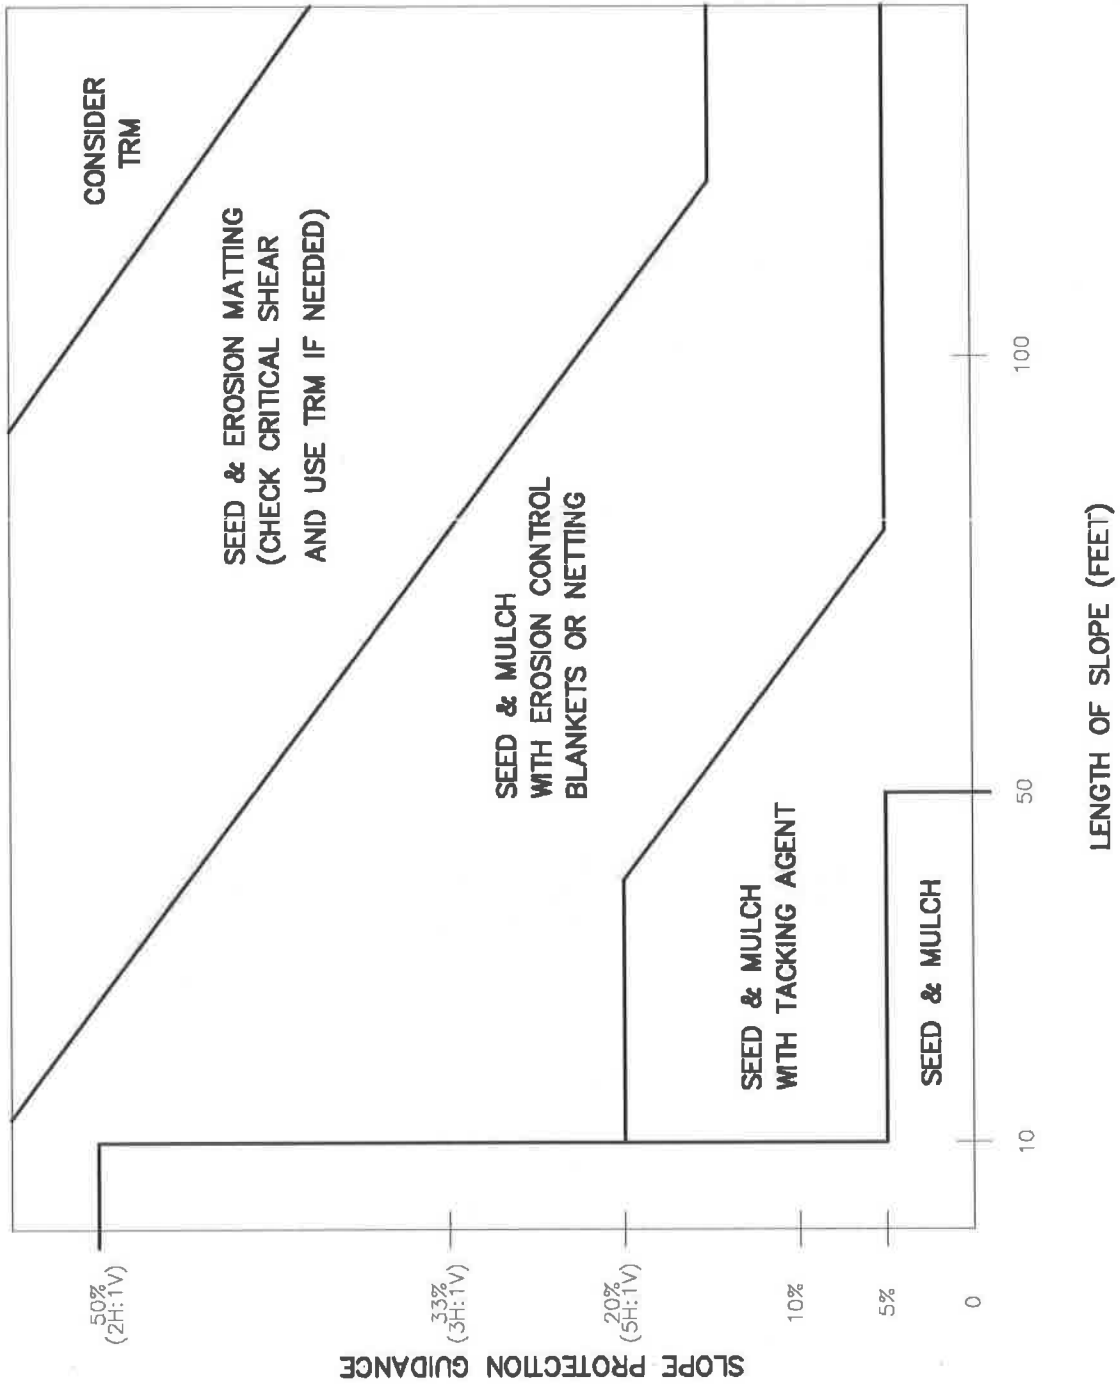 CONSIDER
TRM
SEED & EROSION MATTING
(CHECK CRITICAL SHEAR
AND USE TRM IF NEEDED)
SEED & MULCH
WITH EROSION CONTROL
BLANKETS OR NETTING
SEED & MULCH
WITH TACKING AGENT
SEED & MULCH
50%
(2H:1V)
33%
(3H:1V)
20%
(5H:1V)
10%
5%
0
10
50
100
SLOPE PROTECTION GUIDANCE
LENGTH OF SLOPE (FEET)